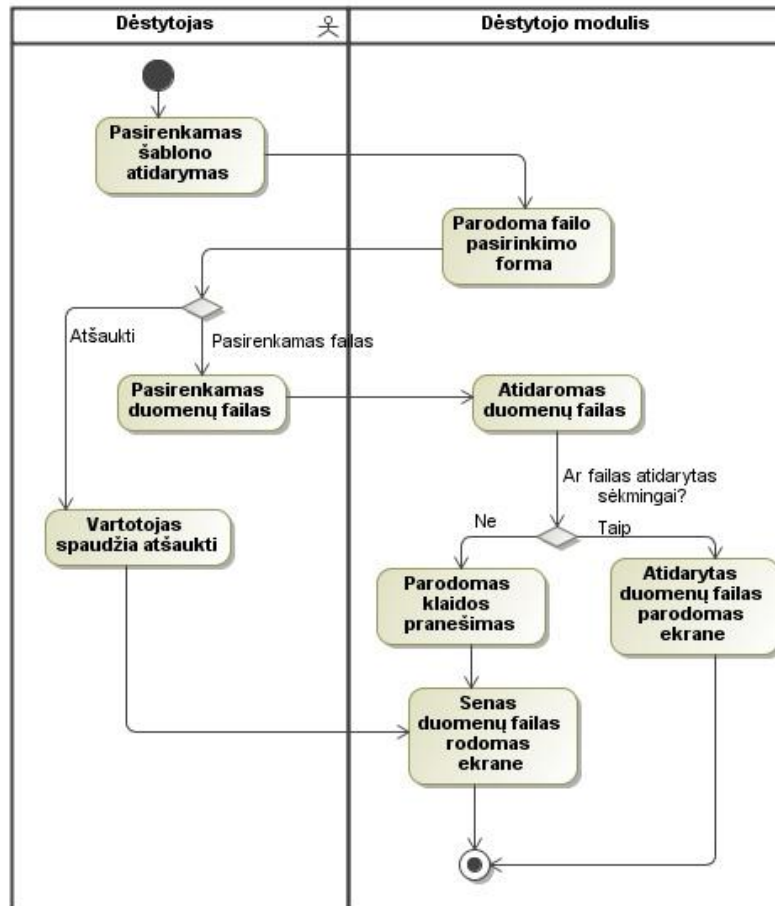 Dėstytojas
Dėstytojo modulis
Pasirenkamas
šablono
atidarymas
Parodoma failo
pasirinkimo
forma
Atšaukti
Pasirenkamas failas
Pasirenkamas
duomenų failas
Atidaromas
duomenų failas
Ar failas atidarytas
sėkmingai?
Vartotojas
spaudžia atšaukti
Ne
Taip
Parodomas
klaidos
pranešimas
Atidarytas
duomenų failas
parodomas
ekrane
Senas
duomenų failas
rodomas
ekrane